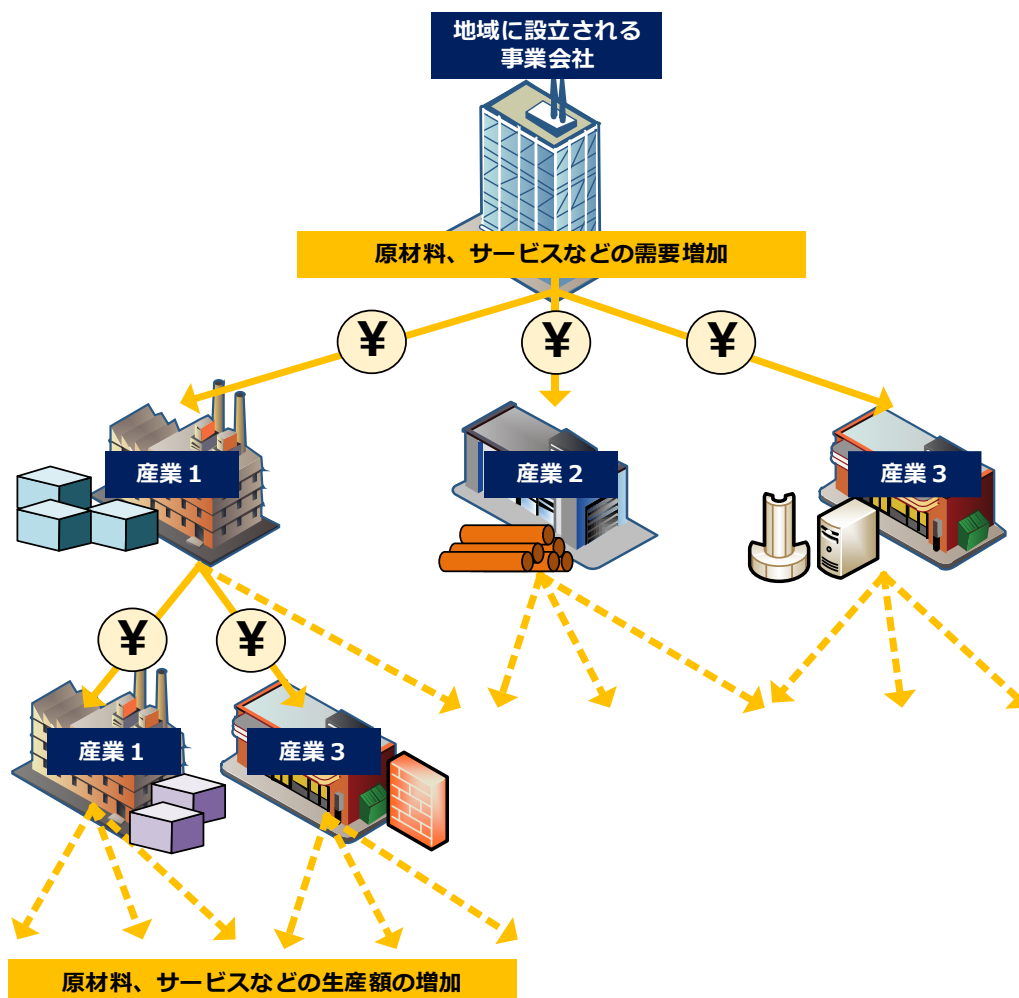 地域に設立される
事業会社
原材料、サービスなどの需要増加
¥
¥
¥
産業１
産業２
産業３
¥
¥
産業１
産業３
原材料、サービスなどの生産額の増加